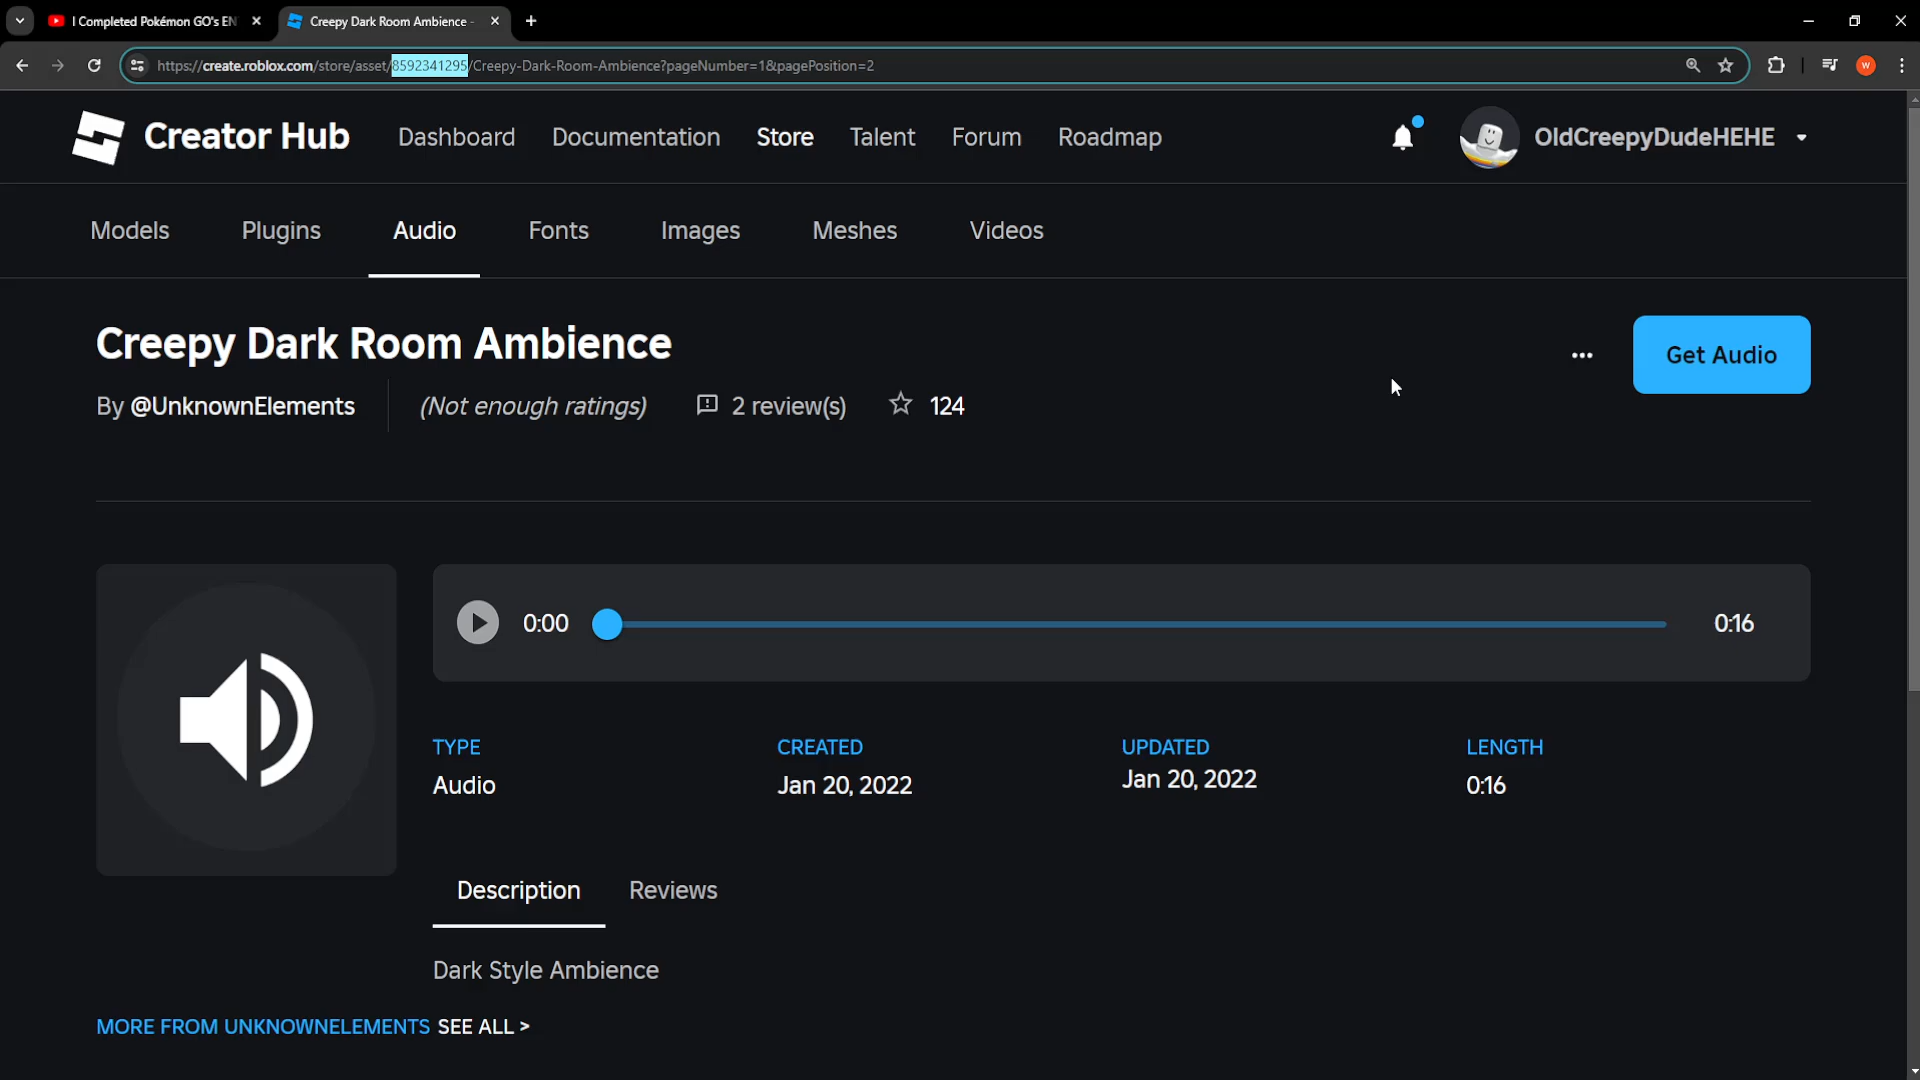 I Completed Pokémon GO's EN
Creepy Dark Room Ambience -
https://create.roblox.com/store/asset/8592341295/Creepy-Dark-Room-Ambience?pageNumber=1&pagePosition=2
W
Creator Hub
Dashboard
Documentation
Store
Talent
Forum
Roadmap
OldCreepyDudeHEHE
Models
Plugins
Audio
Fonts
Images
Meshes
Videos
Creepy Dark Room Ambience
Get Audio
By @UnknownElements
(Not enough ratings)
2 review(s)
124
0:00
0:16
TYPE
Audio
CREATED
Jan 20, 2022
UPDATED
Jan 20, 2022
LENGTH
0:16
Description
Reviews
Dark Style Ambience
MORE FROM UNKNOWNELEMENTS SEE ALL >